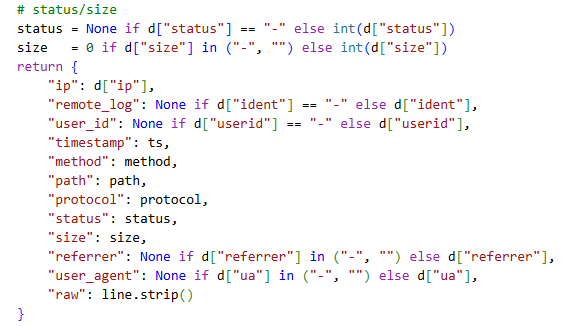 # status/size
status = None if d["status"] == "-" else int(d["status"])
size   = 0 if d["size"] in ("-", "") else int(d["size"])
return {
    "ip": d["ip"],
    "remote_log": None if d["ident"] == "-" else d["ident"],
    "user_id": None if d["userid"] == "-" else d["userid"],
    "timestamp": ts,
    "method": method,
    "path": path,
    "protocol": protocol,
    "status": status,
    "size": size,
    "referrer": None if d["referrer"] in ("-", "") else d["referrer"],
    "user_agent": None if d["ua"] in ("-", "") else d["ua"],
    "raw": line.strip()
}